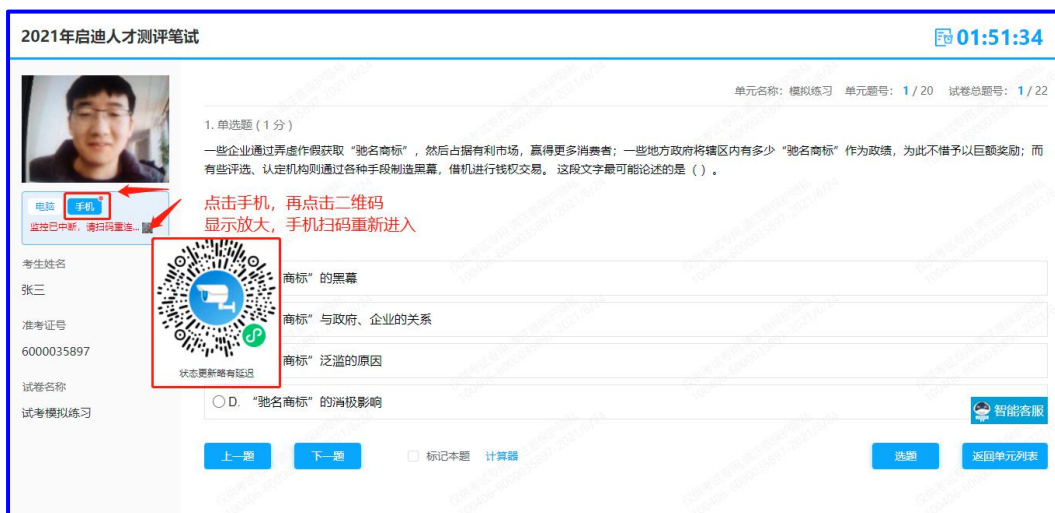 2021年启迪人才测评笔试
01:51:34
单元名称：模拟练习 单元题号：1 / 20 试卷总题号：1 / 22
1. 单选题 ( 1 分 )
一些企业通过弄虚作假获取“驰名商标”，然后占据有利市场，赢得更多消费者；一些地方政府将辖区内有多少“驰名商标”作为政绩，为此不惜予以巨额奖励；而
有些评选、认定机构则通过各种手段制造黑幕，借机进行钱权交易。 这段文字最可能论述的是（ ）。
电脑 手机
监控已中断，请扫码重连...
点击手机，再点击二维码
显示放大，手机扫码重新进入
考生姓名
张三
准考证号
6000035897
试卷名称
试考模拟练习
状态更新略有延迟
商标”的黑幕
商标”与政府、企业的关系
商标”泛滥的原因
D. “驰名商标”的消极影响
智能客服
上一题 下一题 标记本题 计算器 选题 返回单元列表